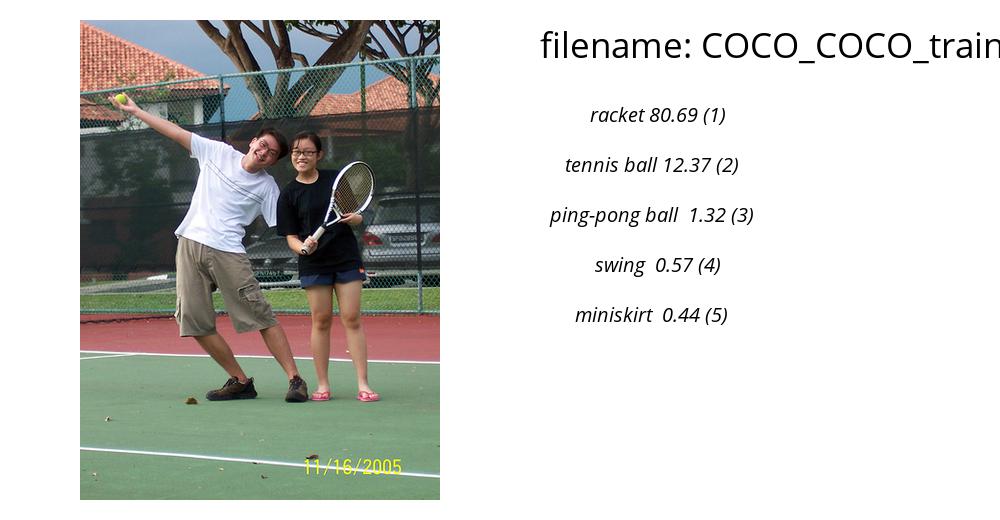 filename: COCO_COCO_train
racket 80.69 (1)
tennis ball 12.37 (2)
ping-pong ball 1.32 (3)
swing 0.57 (4)
miniskirt 0.44 (5)
11/16/2005